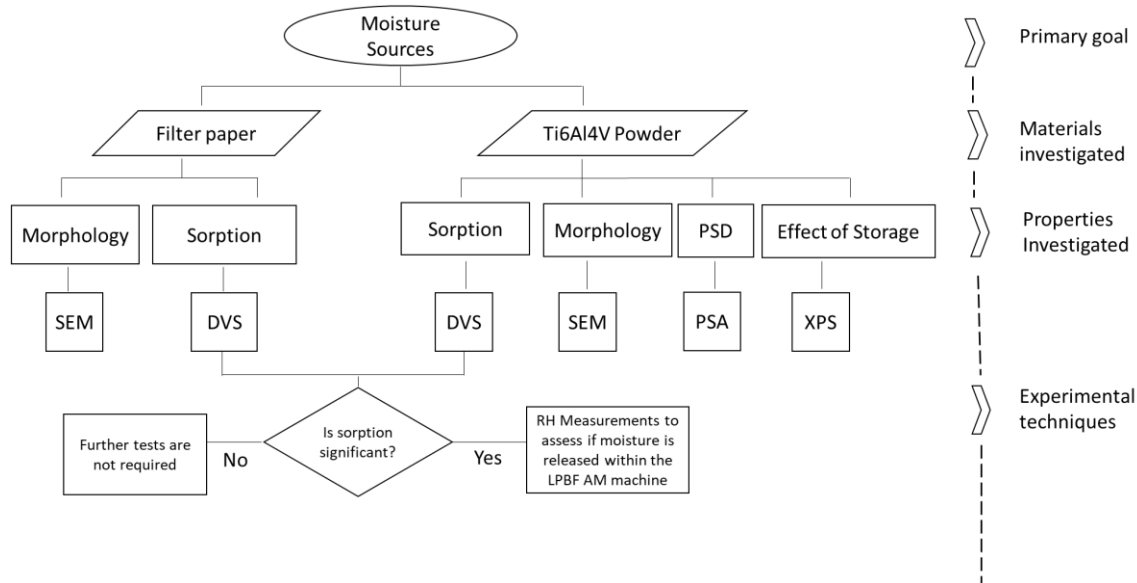 Moisture
Sources
Primary goal
Filter paper
Ti6Al4V Powder
Materials
investigated
Morphology
Sorption
Sorption
Morphology
PSD
Effect of Storage
Properties
Investigated
SEM
DVS
DVS
SEM
PSA
XPS
Experimental
techniques
Further tests are
not required
No
Is sorption
significant?
Yes
RH Measurements to
assess if moisture is
released within the
LPBF AM machine